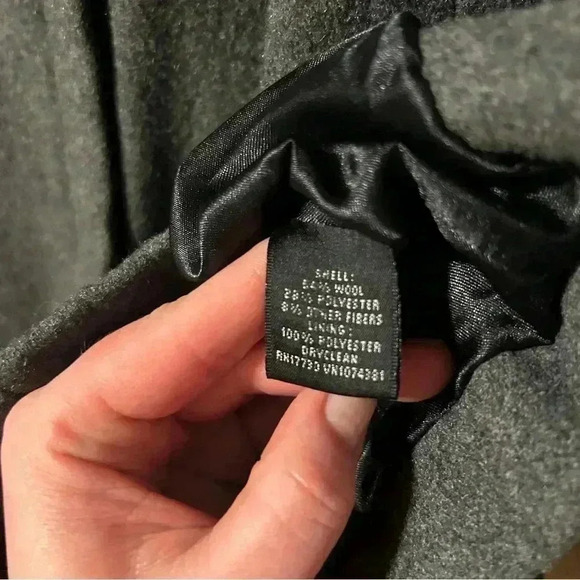 SHELL:
64% WOOL
28% POLYESTER
8% OTHER FIBERS
LINING:
100% POLYESTER
DRYCLEAN
RN17730 VN1074381